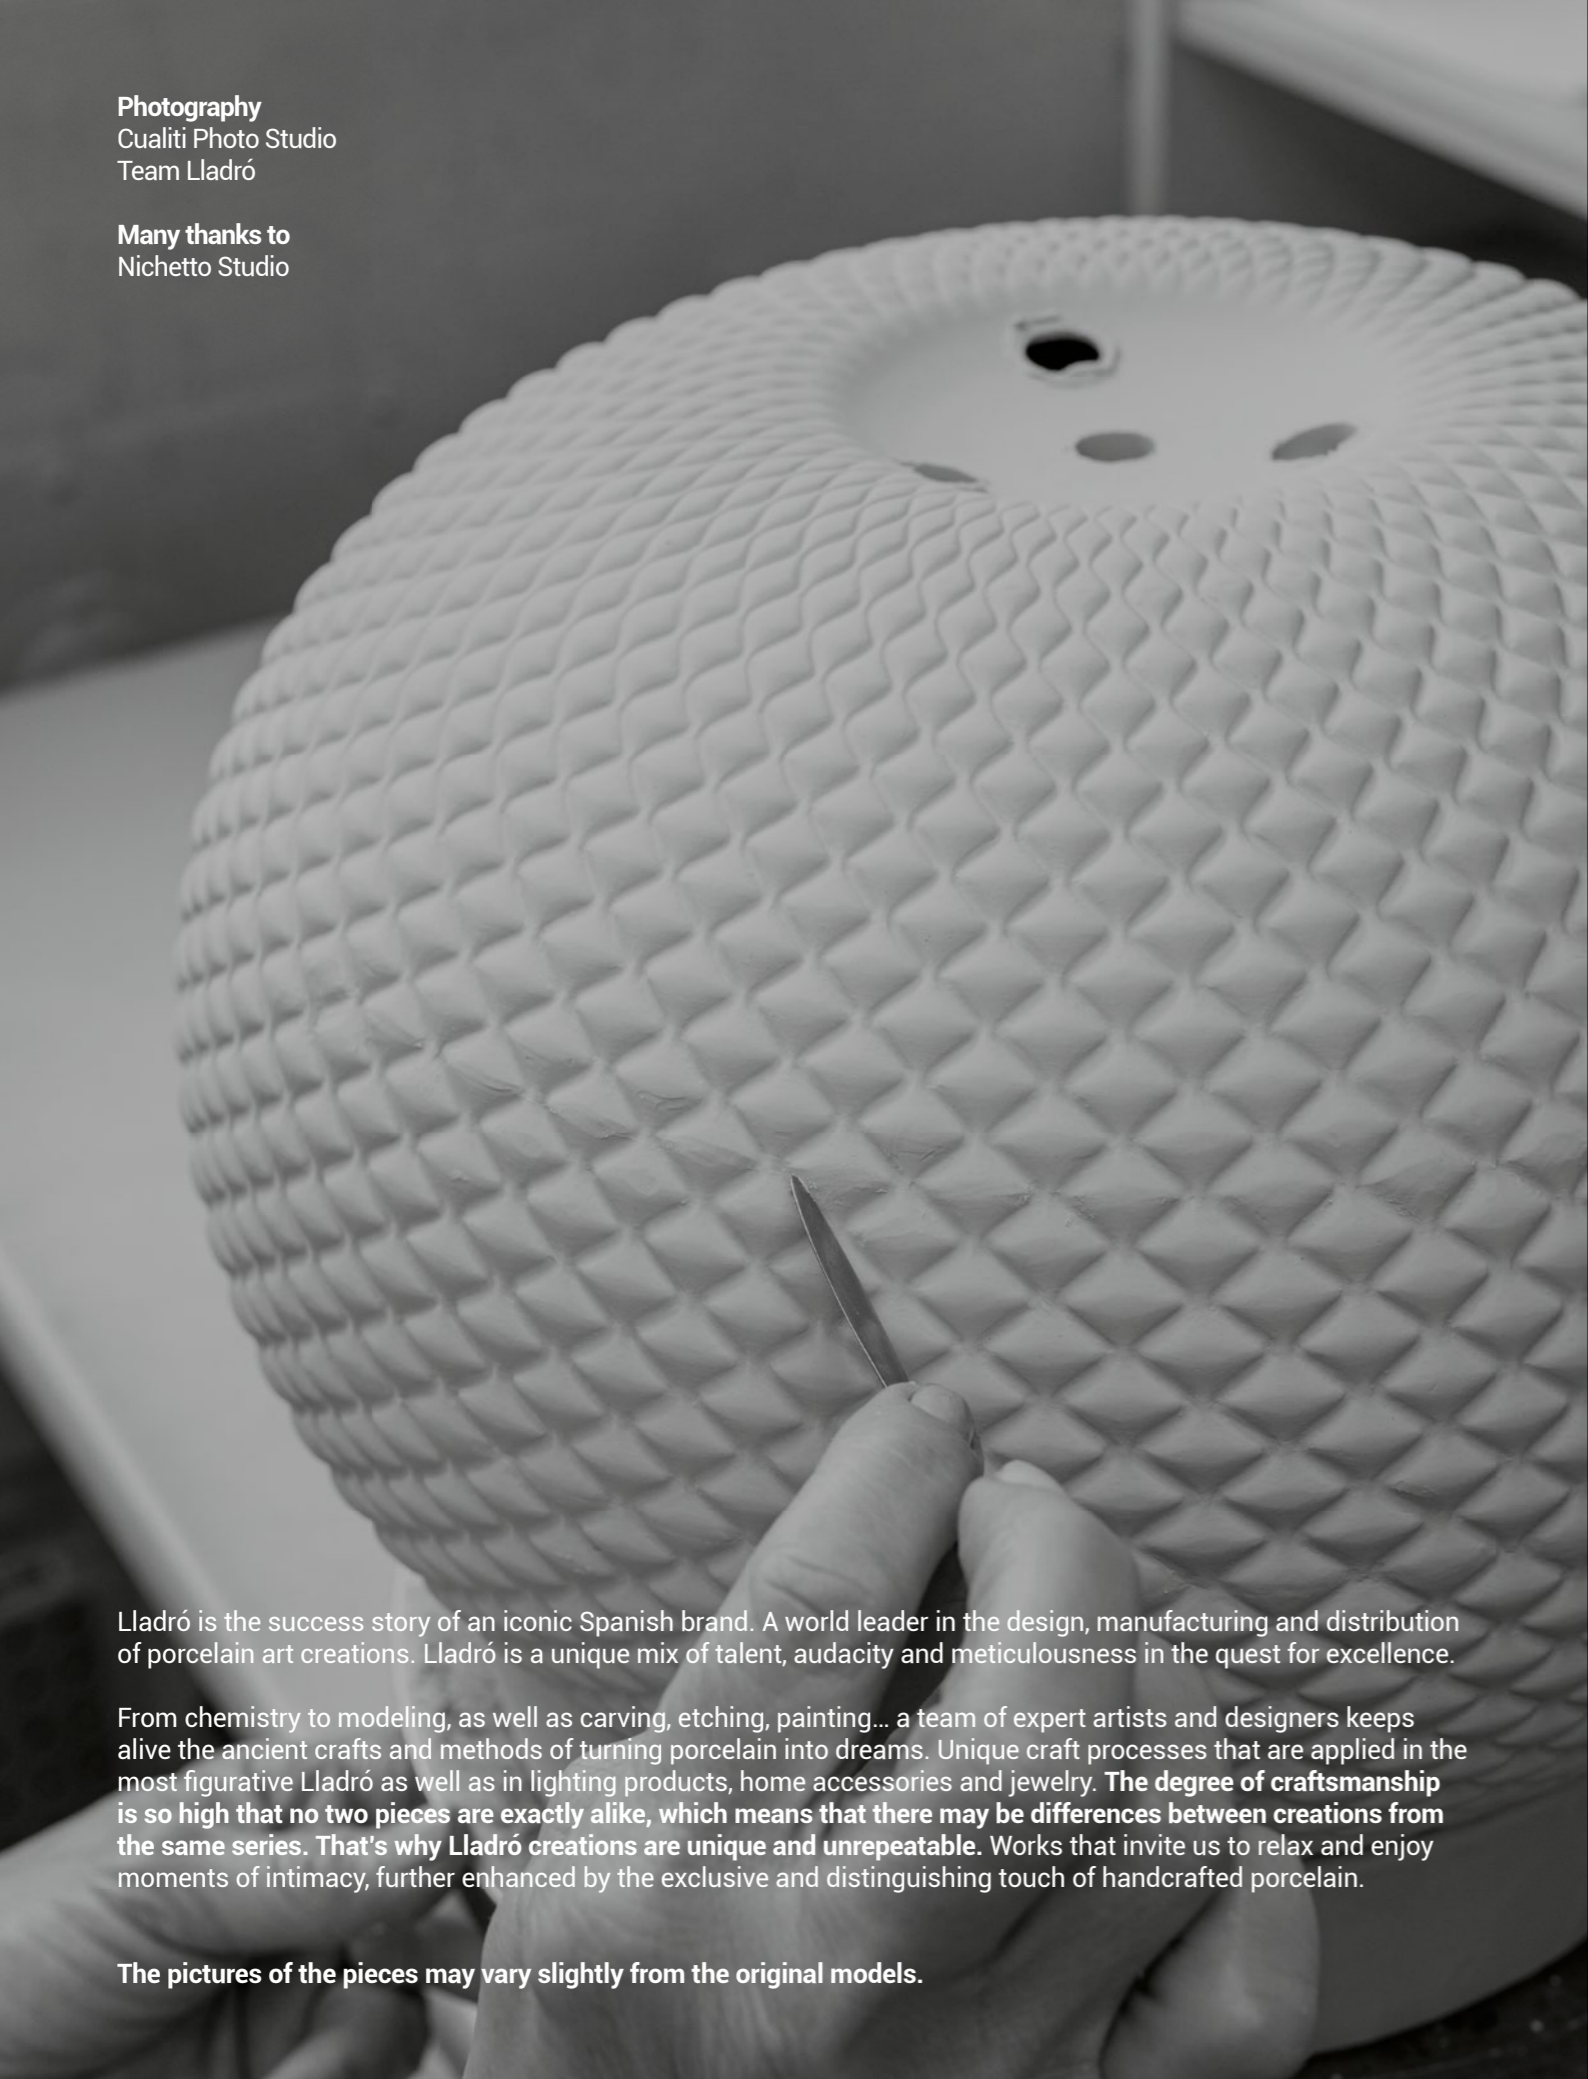 Photography
Cualiti Photo Studio
Team Lladró
Many thanks to
Nichetto Studio
Lladró is the success story of an iconic Spanish brand. A world leader in the design, manufacturing and distribution
of porcelain art creations. Lladró is a unique mix of talent, audacity and meticulousness in the quest for excellence.
From chemistry to modeling, as well as carving, etching, painting... a team of expert artists and designers keeps
alive the ancient crafts and methods of turning porcelain into dreams. Unique craft processes that are applied in the
most figurative Lladró as well as in lighting products, home accessories and jewelry. The degree of craftsmanship
is so high that no two pieces are exactly alike, which means that there may be differences between creations from
the same series. That's why Lladró creations are unique and unrepeatable. Works that invite us to relax and enjoy
moments of intimacy, further enhanced by the exclusive and distinguishing touch of handcrafted porcelain.
The pictures of the pieces may vary slightly from the original models.